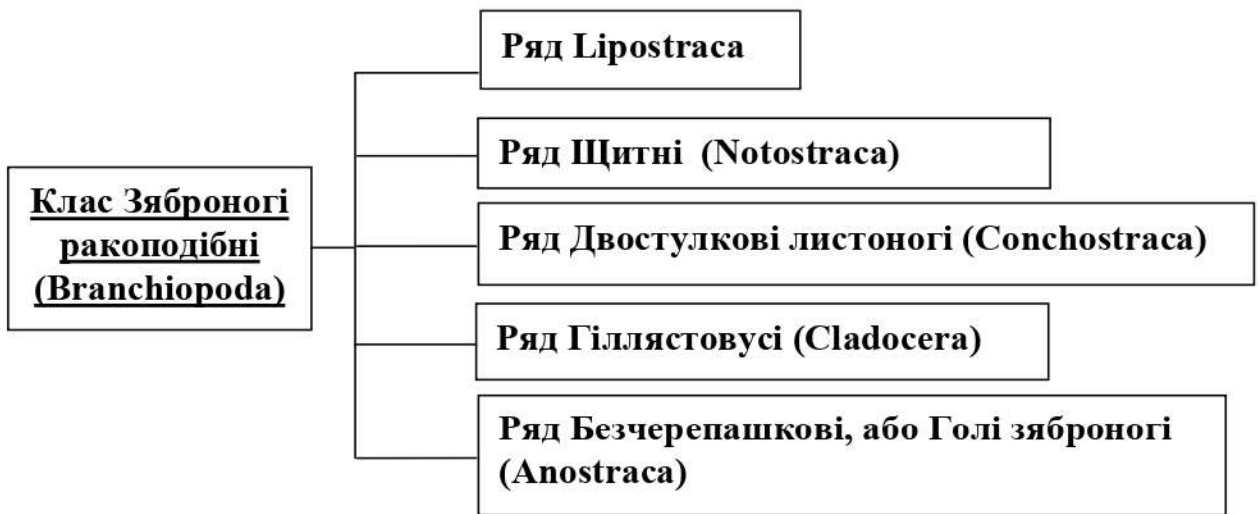 Ряд Lipostraca
Ряд Щитні (Notostraca)
Клас Зяброногі
ракоподібні
(Branchiopoda)
Ряд Двостулкові листоногі (Conchostraca)
Ряд Гіллястовусі (Cladocera)
Ряд Безчерепашкові, або Голі зяброногі
(Anostraca)